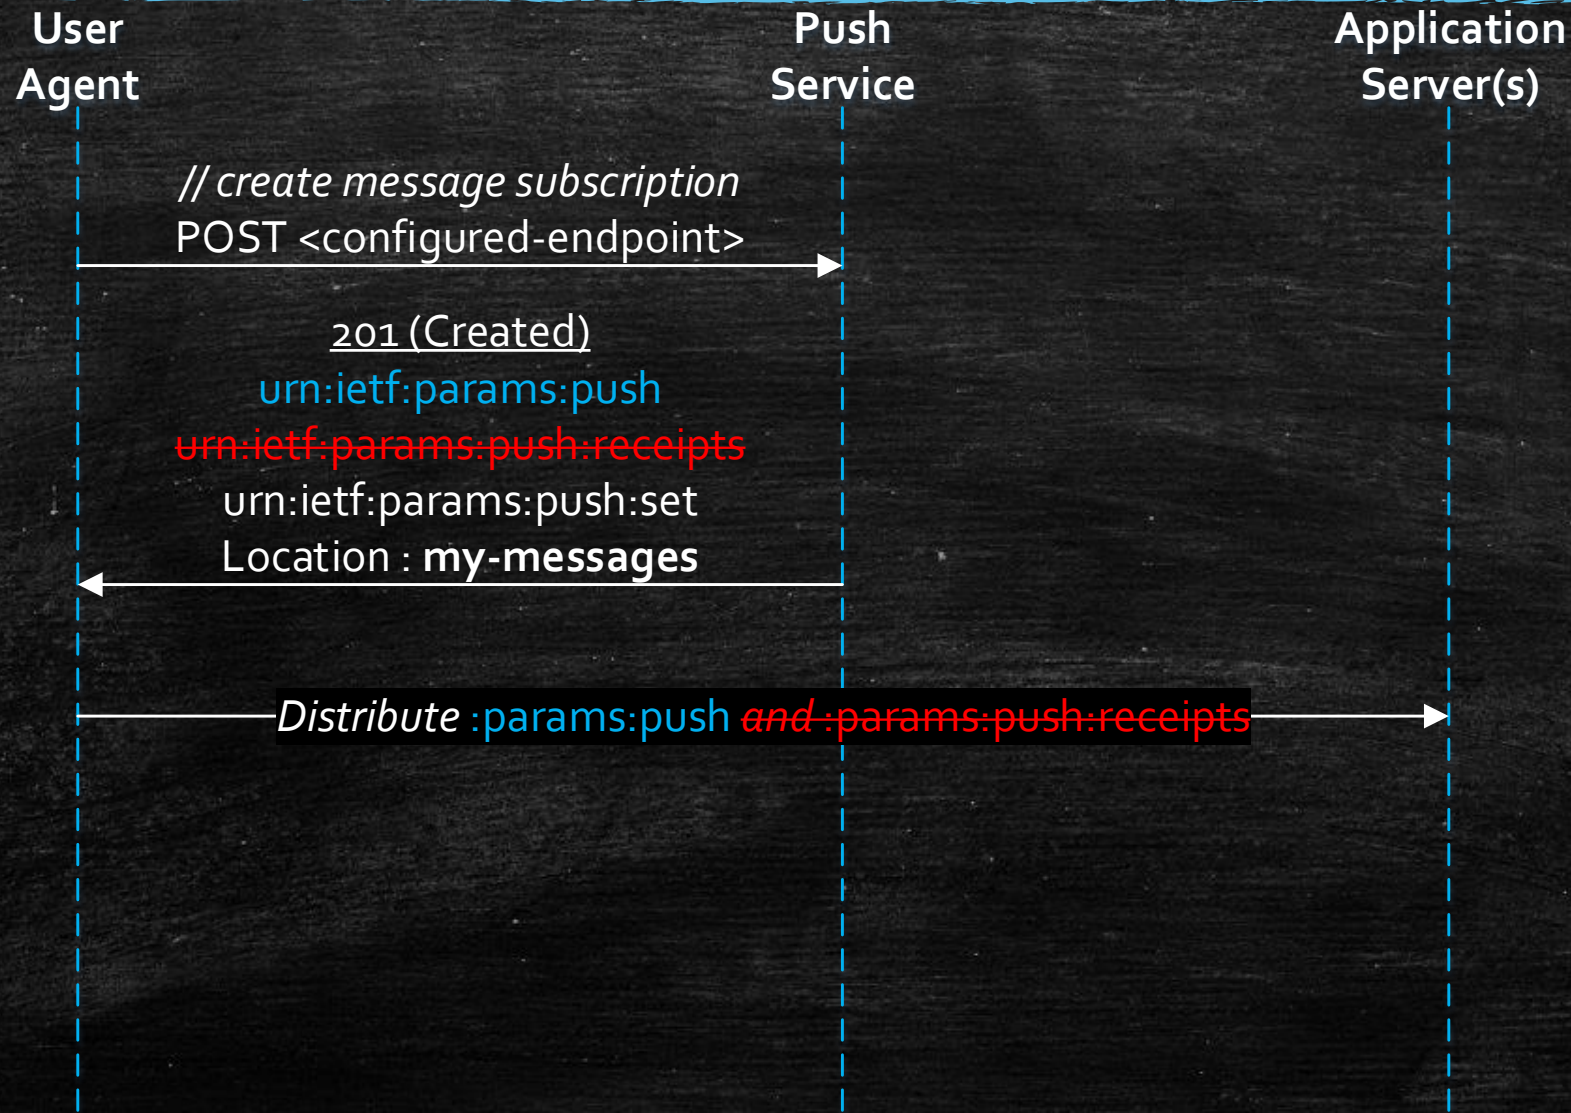 User
Agent
Push
Service
Application
Server(s)
// create message subscription
POST <configured-endpoint>
201 (Created)
urn:ietf:params:push
urn:ietf:params:push:receipts
urn:ietf:params:push:set
Location : my-messages
Distribute :params:push and :params:push:receipts